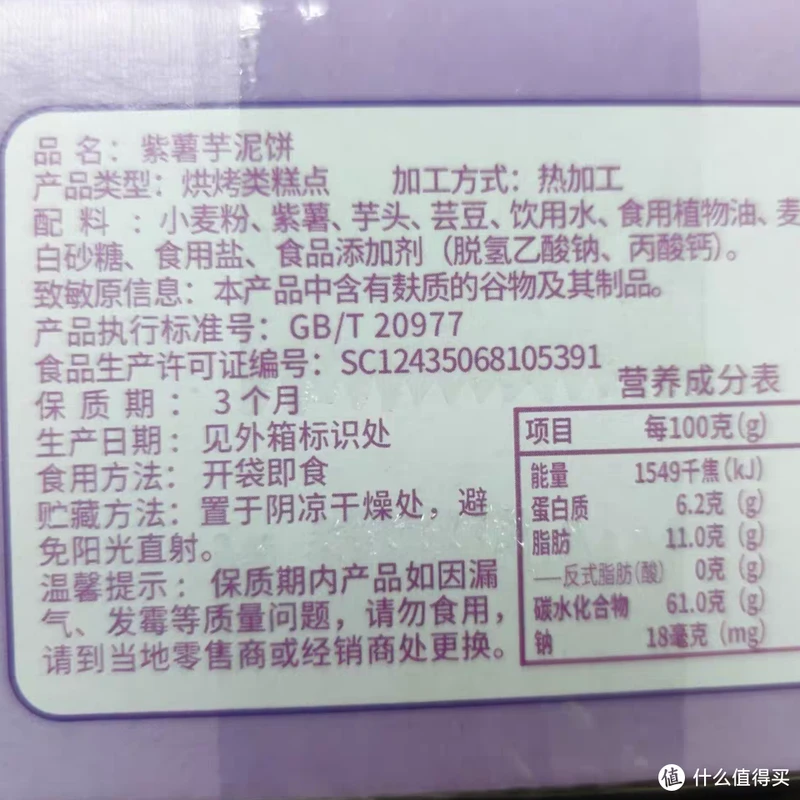 品 名：紫薯芋泥饼
产品类型：烘烤类糕点 加工方式：热加工
配 料 ：小麦粉、紫薯、芋头、芸豆、饮用水、食用植物油、麦
白砂糖、食用盐、食品添加剂（脱氢乙酸钠、丙酸钙）。
致敏原信息：本产品中含有麸质的谷物及其制品。
产品执行标准号：GB/T 20977
食品生产许可证编号：SC12435068105391
保 质 期 ：3个月
生产日期：见外箱标识处
食用方法：开袋即食
贮藏方法：置于阴凉干燥处，避
免阳光直射。
温馨提示：保质期内产品如因漏
气、发霉等质量问题，请勿食用，
请到当地零售商或经销商处更换。
营养成分表
项目 每100克(g)
能量 1549千焦(kJ)
蛋白质 6.2克 (g)
脂肪 11.0克 (g)
——反式脂肪(酸) 0克 (g)
碳水化合物 61.0克 (g)
钠 18毫克 (mg)
值 什么值得买